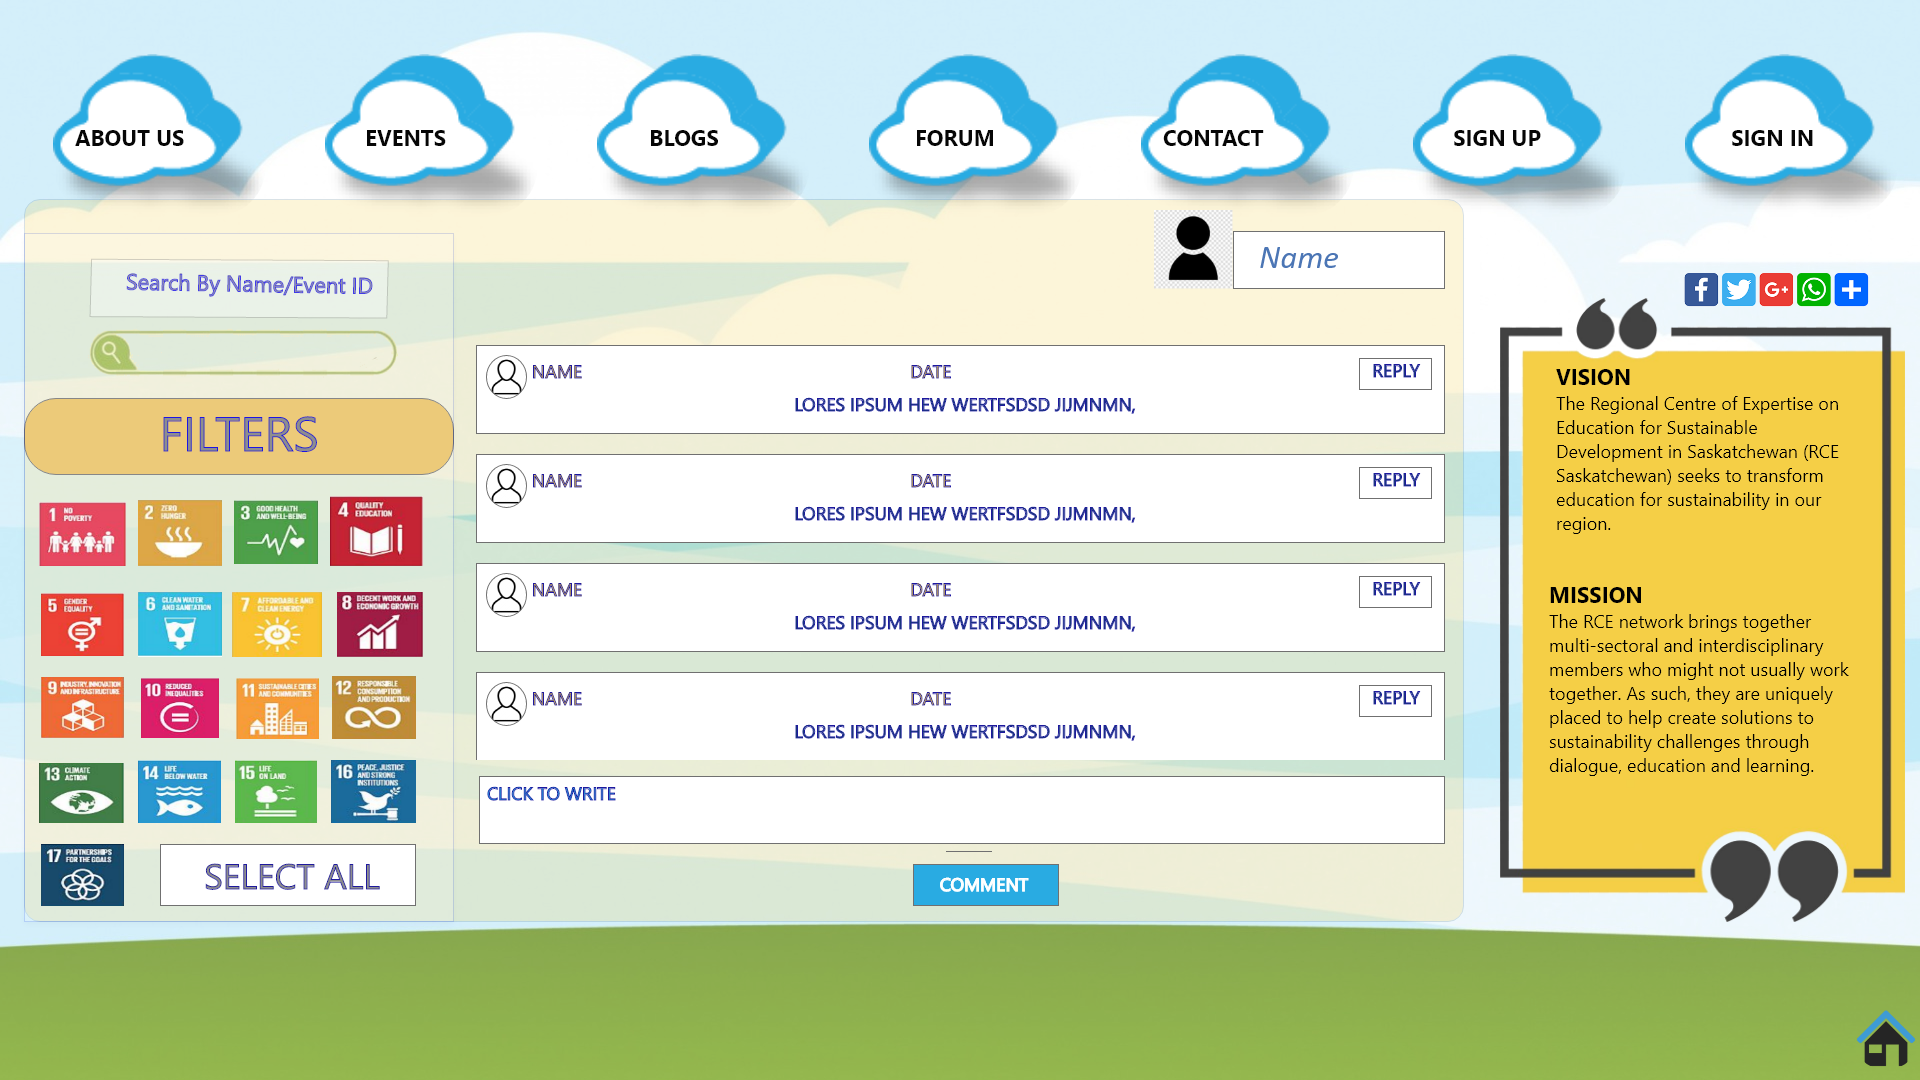 ABOUT US
EVENTS
BLOGS
FORUM
CONTACT
SIGN UP
SIGN IN
Search By Name/Event ID
FILTERS
1 NO
POVERTY
2 ZERO
HUNGER
3 GOOD HEALTH
AND WELL-BEING
4 QUALITY
EDUCATION
5 GENDER
EQUALITY
6 CLEAN WATER
AND SANITATION
7 AFFORDABLE AND
CLEAN ENERGY
8 DECENT WORK AND
ECONOMIC GROWTH
9 INDUSTRY, INNOVATION
AND INFRASTRUCTURE
10 REDUCED
INEQUALITIES
11 SUSTAINABLE CITIES
AND COMMUNITIES
12 RESPONSIBLE
CONSUMPTION
AND PRODUCTION
13 CLIMATE
ACTION
14 LIFE
BELOW WATER
15 LIFE
ON LAND
16 PEACE, JUSTICE
AND STRONG
INSTITUTIONS
17 PARTNERSHIPS
FOR THE GOALS
SELECT ALL
Name
NAME DATE REPLY
LORES IPSUM HEW WERTFSDSD JIJMNMN,
NAME DATE REPLY
LORES IPSUM HEW WERTFSDSD JIJMNMN,
NAME DATE REPLY
LORES IPSUM HEW WERTFSDSD JIJMNMN,
NAME DATE REPLY
LORES IPSUM HEW WERTFSDSD JIJMNMN,
CLICK TO WRITE
COMMENT
VISION
The Regional Centre of Expertise on
Education for Sustainable
Development in Saskatchewan (RCE
Saskatchewan) seeks to transform
education for sustainability in our
region.
MISSION
The RCE network brings together
multi-sectoral and interdisciplinary
members who might not usually work
together. As such, they are uniquely
placed to help create solutions to
sustainability challenges through
dialogue, education and learning.